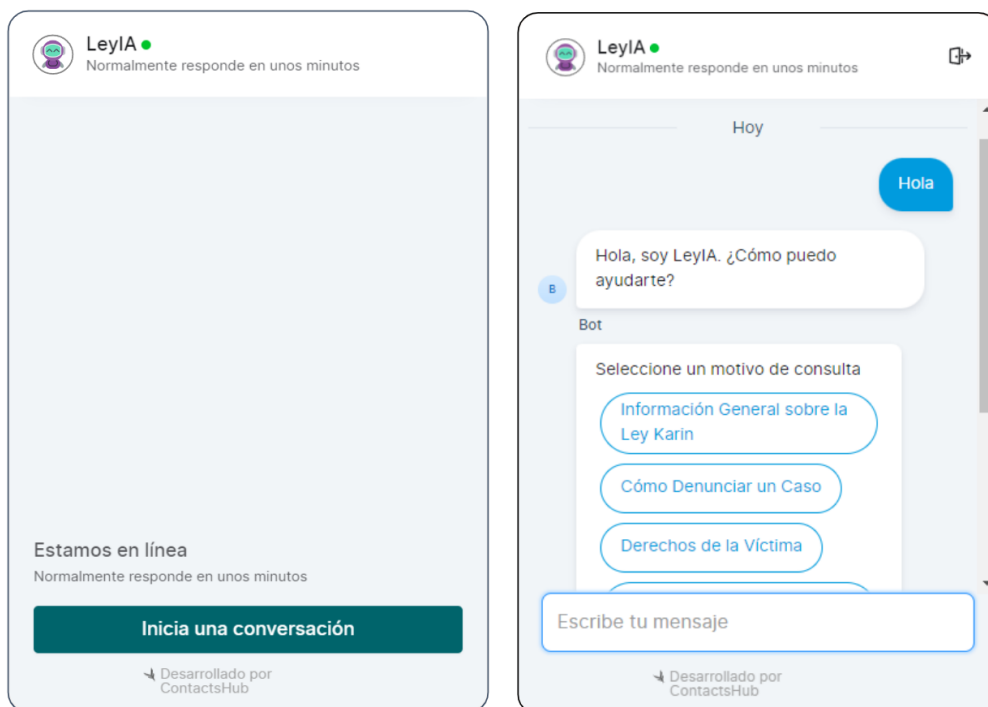 LeyIA
Normalmente responde en unos minutos
Estamos en línea
Normalmente responde en unos minutos
Inicia una conversación
Desarrollado por
ContactsHub
LeyIA
Normalmente responde en unos minutos
Hoy
Hola
Hola, soy LeyIA. ¿Cómo puedo
ayudarte?
B
Bot
Seleccione un motivo de consulta
Información General sobre la
Ley Karin
Cómo Denunciar un Caso
Derechos de la Víctima
Escribe tu mensaje
Desarrollado por
ContactsHub